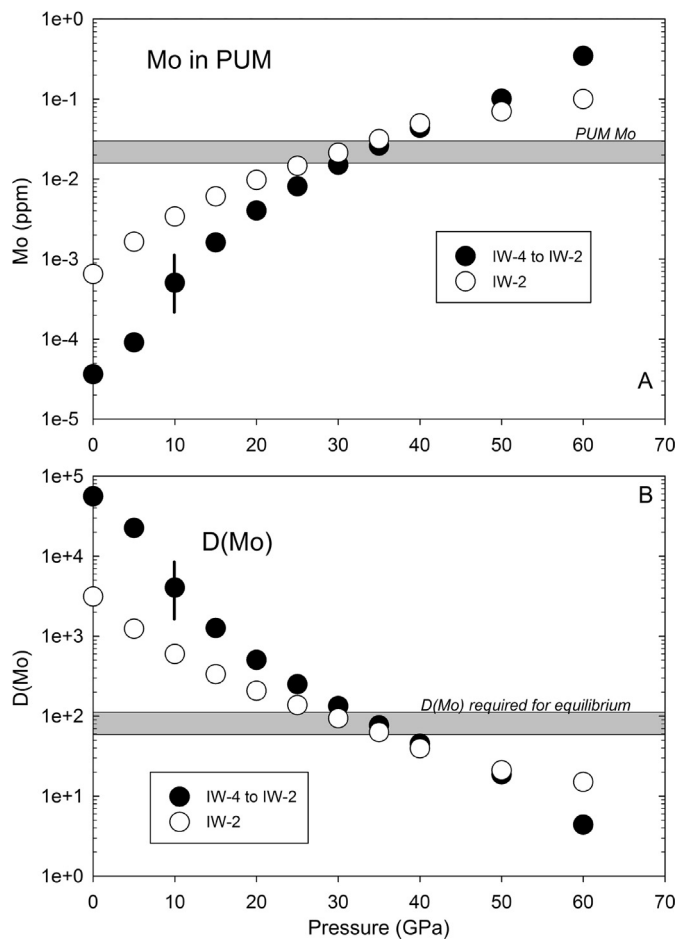 1e+0
Mo in PUM
1e-1
PUM Mo
1e-2
Mo (ppm)
1e-3
IW-4 to IW-2
IW-2
1e-4
A
1e-5
0 10 20 30 40 50 60 70
1e+5
B
D(Mo)
1e+4
1e+3
D(Mo)
D(Mo) required for equilibrium
1e+2
IW-4 to IW-2
1e+1
IW-2
1e+0
0 10 20 30 40 50 60 70
Pressure (GPa)